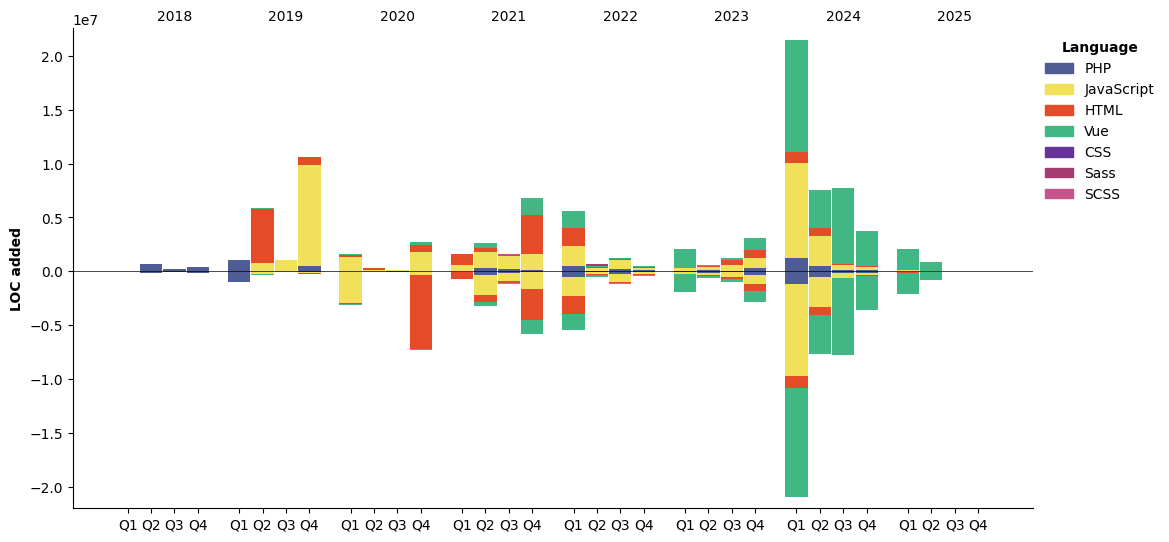 1e7
2018 2019 2020 2021 2022 2023 2024 2025
LOC added
2.0
1.5
1.0
0.5
0.0
−0.5
−1.0
−1.5
−2.0
Q1 Q2 Q3 Q4 Q1 Q2 Q3 Q4 Q1 Q2 Q3 Q4 Q1 Q2 Q3 Q4 Q1 Q2 Q3 Q4 Q1 Q2 Q3 Q4 Q1 Q2 Q3 Q4 Q1 Q2 Q3 Q4
Language
PHP
JavaScript
HTML
Vue
CSS
Sass
SCSS